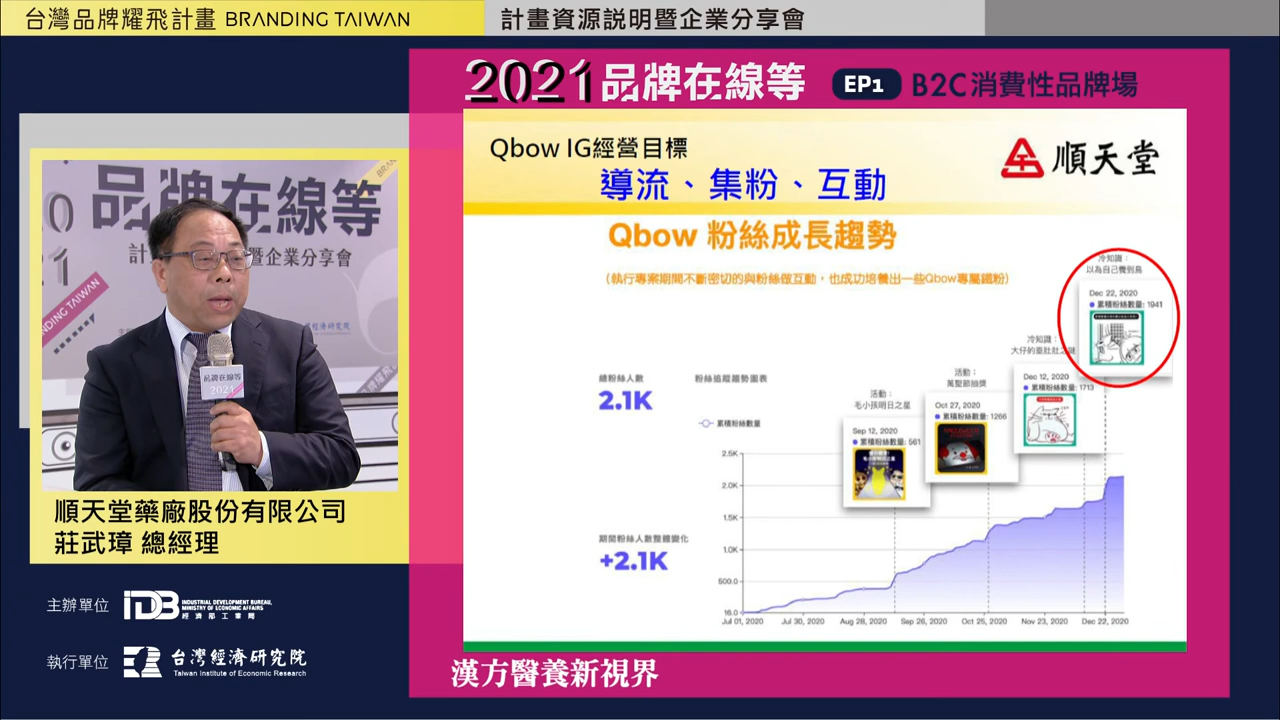 台灣品牌耀飛計畫 BRANDING TAIWAN
計畫資源說明暨企業分享會
2021品牌在線等
EP1
B2C消費性品牌場
Qbow IG經營目標
導流、集粉、互動
順天堂
Qbow 粉絲成長趨勢
(執行專案期間不斷密切的與粉絲做互動，也成功培養出一些Qbow專屬鐵粉)
冷知識：
以為自己養到鳥
Dec 22, 2020
累積粉絲數量: 1941
冷知識：
大仔的歪肚肚之謎
Dec 12, 2020
累積粉絲數量: 1713
活動：
萬聖節抽獎
Oct 27, 2020
累積粉絲數量: 1266
活動：
毛小孩明日之星
Sep 12, 2020
累積粉絲數量: 561
總粉絲人數
2.1K
粉絲追蹤趨勢圖表
累積粉絲數量
期間粉絲人數整體變化
+2.1K
2.5K
2.0K
1.5K
1.0K
500.0
16.0
Jul 01, 2020
Jul 30, 2020
Aug 28, 2020
Sep 26, 2020
Oct 25, 2020
Nov 23, 2020
Dec 22, 2020
品牌在線等
暨企業分享會
BRANDING TAIWAN
品牌在線等
2021
順天堂藥廠股份有限公司
莊武璋 總經理
主辦單位
IDB
INDUSTRIAL DEVELOPMENT BUREAU,
MINISTRY OF ECONOMIC AFFAIRS
經濟部工業局
執行單位
台灣經濟研究院
Taiwan Institute of Economic Research
漢方醫養新視界